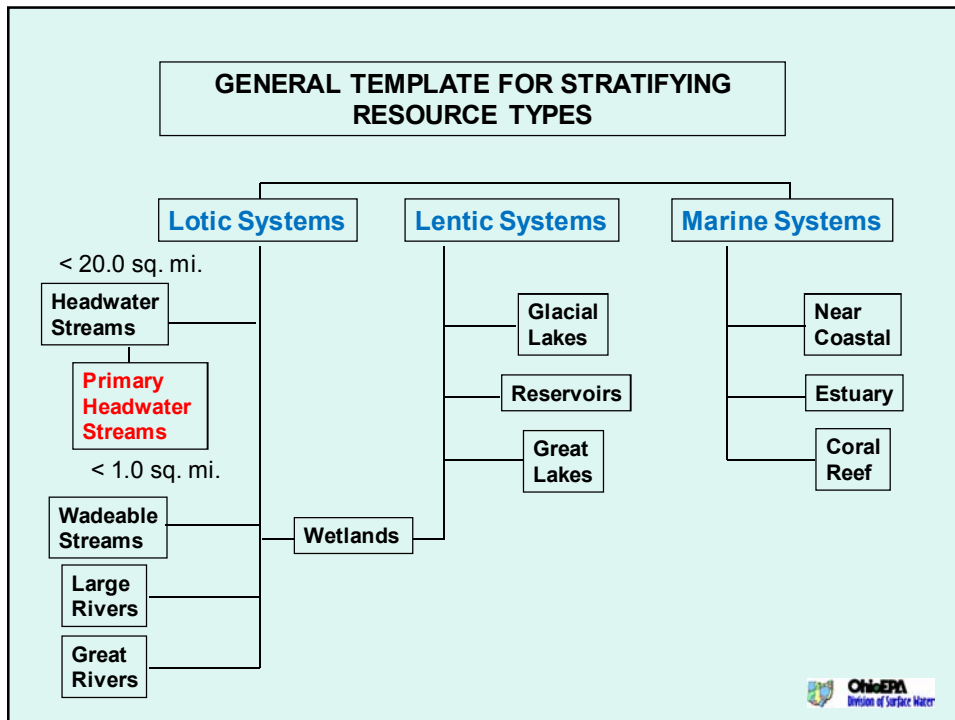 GENERAL TEMPLATE FOR STRATIFYING
RESOURCE TYPES
Lotic Systems
Lentic Systems
Marine Systems
< 20.0 sq. mi.
Headwater
Streams
Primary
Headwater
Streams
< 1.0 sq. mi.
Wadeable
Streams
Large
Rivers
Great
Rivers
Wetlands
Glacial
Lakes
Reservoirs
Great
Lakes
Near
Coastal
Estuary
Coral
Reef
OhioEPA
Division of Surface Water